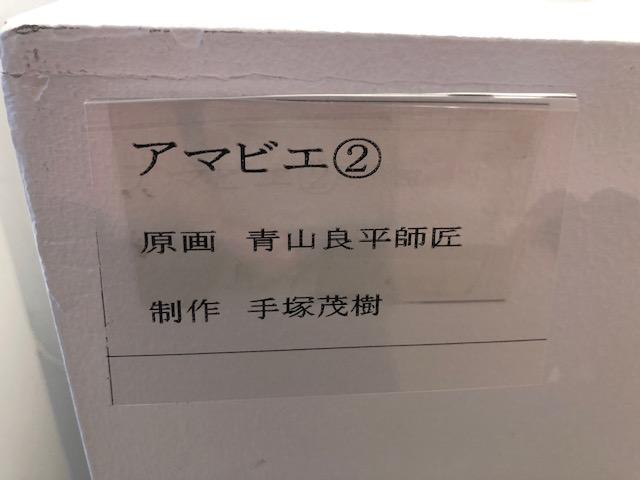 アマビエ②
原画 青山良平師匠
制作 手塚茂樹